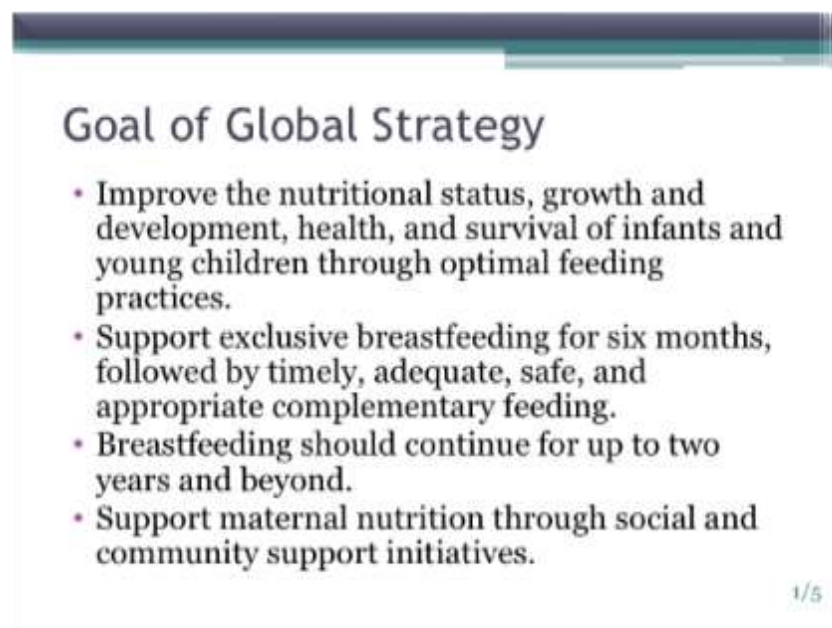 Goal of Global Strategy
• Improve the nutritional status, growth and
development, health, and survival of infants and
young children through optimal feeding
practices.
• Support exclusive breastfeeding for six months,
followed by timely, adequate, safe, and
appropriate complementary feeding.
• Breastfeeding should continue for up to two
years and beyond.
• Support maternal nutrition through social and
community support initiatives.
1/5